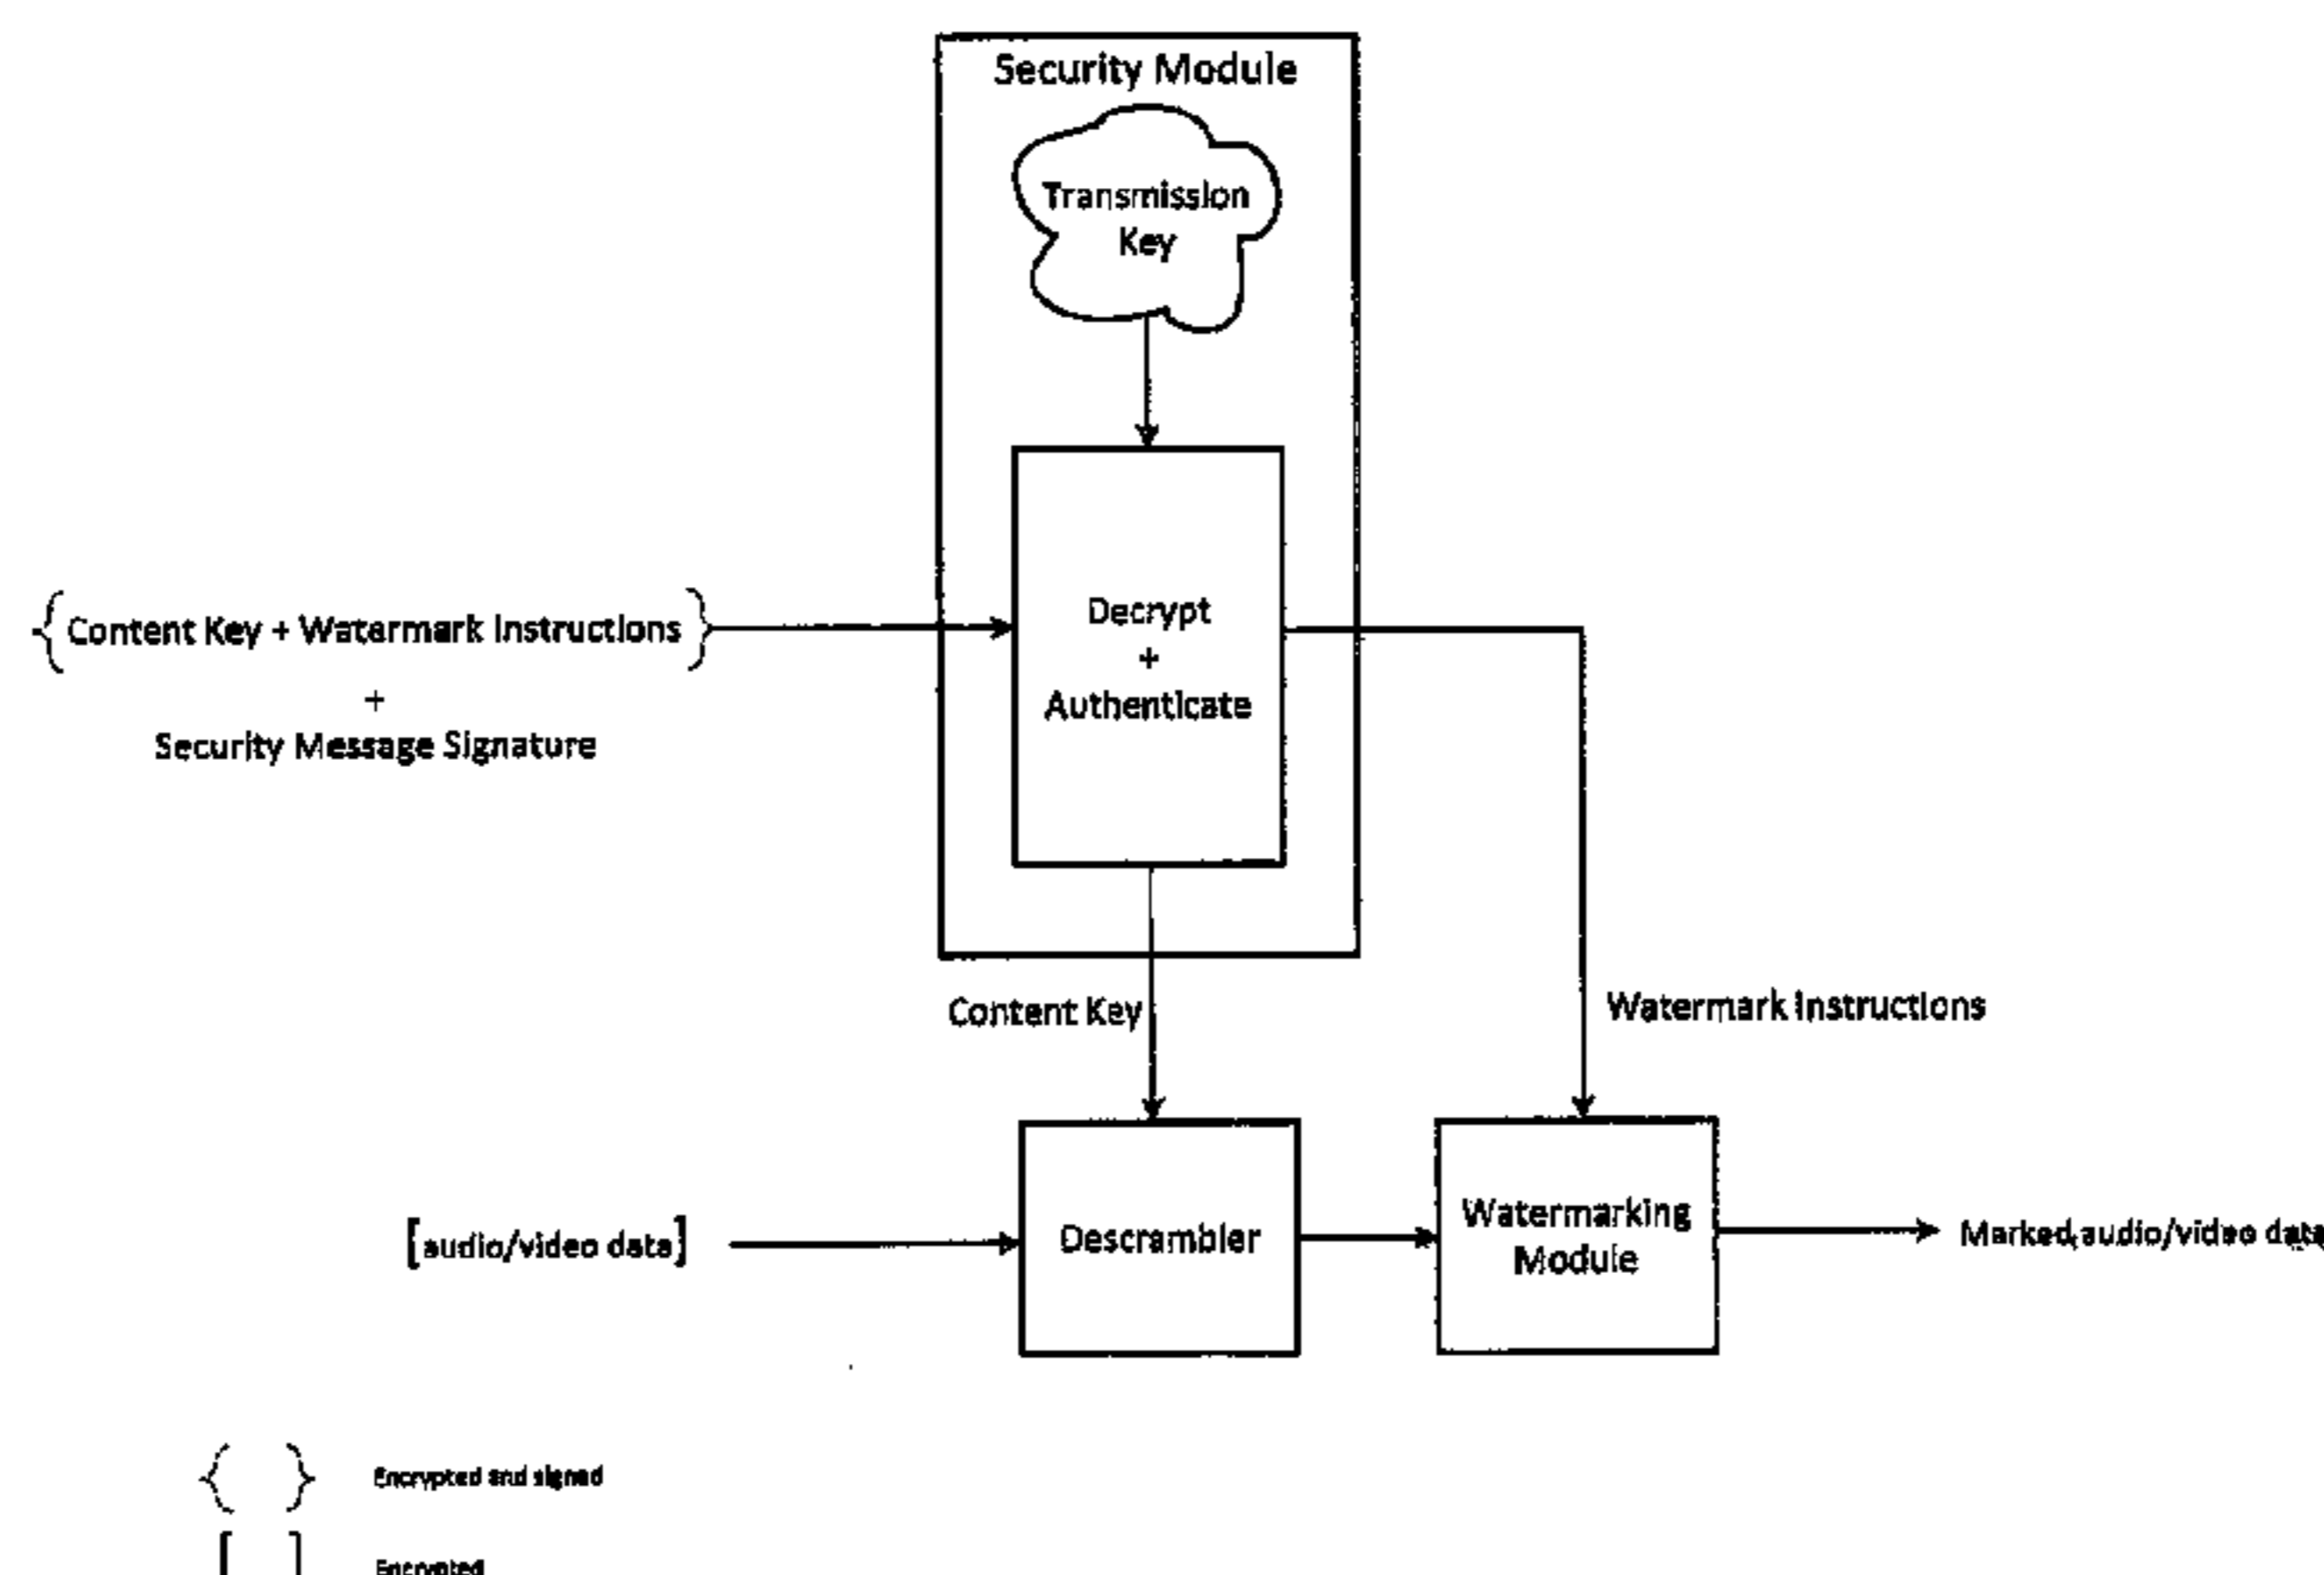 Security Module
Transmission
Key
Decrypt
+
Authenticate
{Content Key + Watermark Instructions}
+
Security Message Signature
Content Key
Watermark Instructions
[audio/video data]
Descrambler
Watermarking
Module
Marked audio/video data
{ } Encrypted and signed
[ ] Encrypted